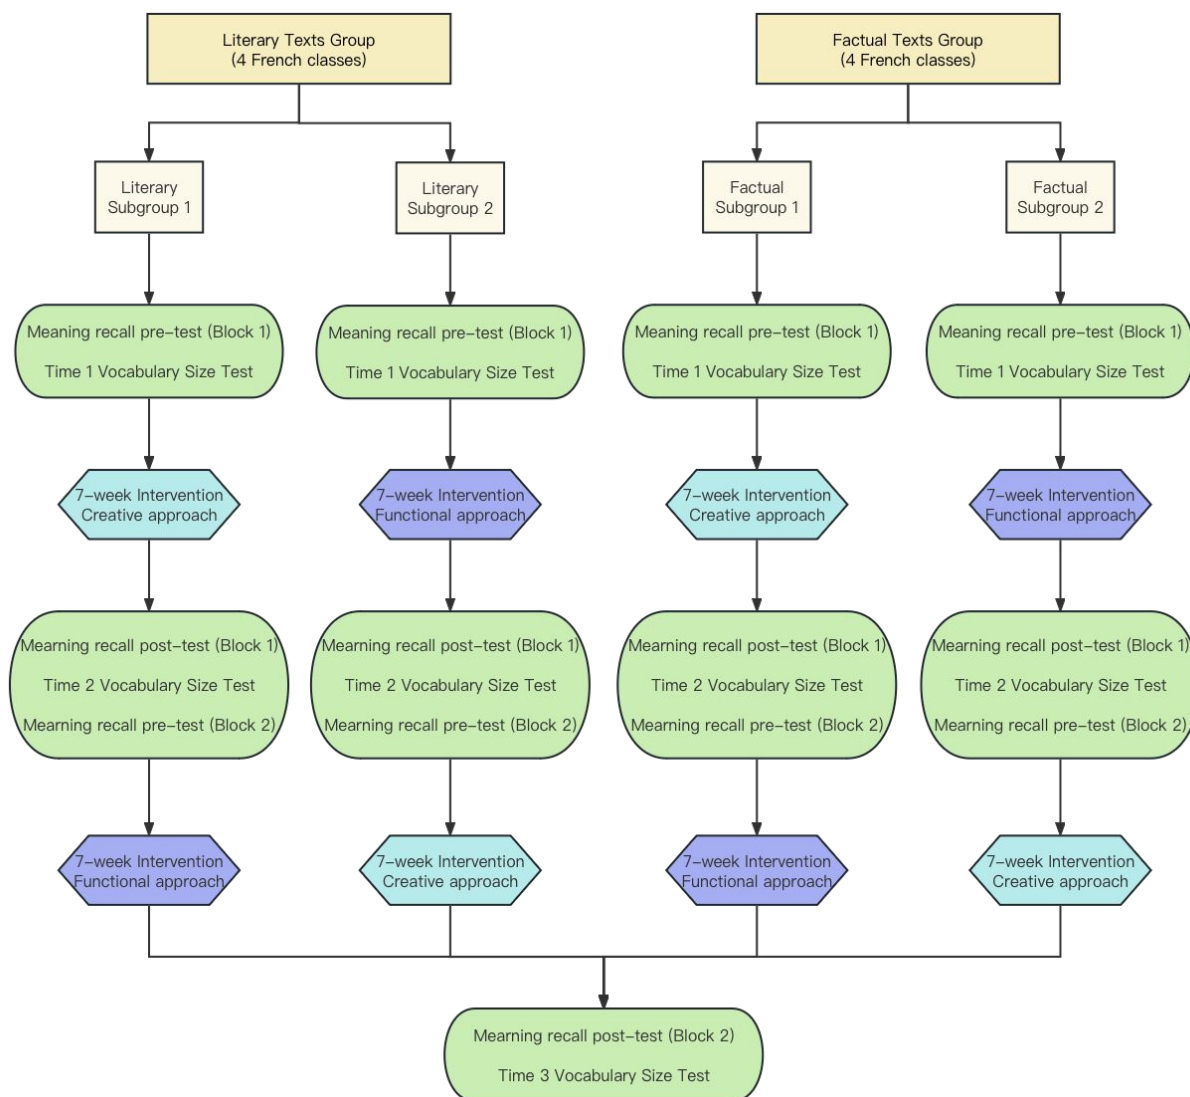 Literary Texts Group
(4 French classes)
Factual Texts Group
(4 French classes)
Literary
Subgroup 1
Literary
Subgroup 2
Factual
Subgroup 1
Factual
Subgroup 2
Meaning recall pre-test (Block 1)
Time 1 Vocabulary Size Test
Meaning recall pre-test (Block 1)
Time 1 Vocabulary Size Test
Meaning recall pre-test (Block 1)
Time 1 Vocabulary Size Test
Meaning recall pre-test (Block 1)
Time 1 Vocabulary Size Test
7-week Intervention
Creative approach
7-week Intervention
Functional approach
7-week Intervention
Creative approach
7-week Intervention
Functional approach
Mearning recall post-test (Block 1)
Time 2 Vocabulary Size Test
Mearning recall pre-test (Block 2)
Mearning recall post-test (Block 1)
Time 2 Vocabulary Size Test
Mearning recall pre-test (Block 2)
Mearning recall post-test (Block 1)
Time 2 Vocabulary Size Test
Mearning recall pre-test (Block 2)
Mearning recall post-test (Block 1)
Time 2 Vocabulary Size Test
Mearning recall pre-test (Block 2)
7-week Intervention
Functional approach
7-week Intervention
Creative approach
7-week Intervention
Functional approach
7-week Intervention
Creative approach
Mearning recall post-test (Block 2)
Time 3 Vocabulary Size Test